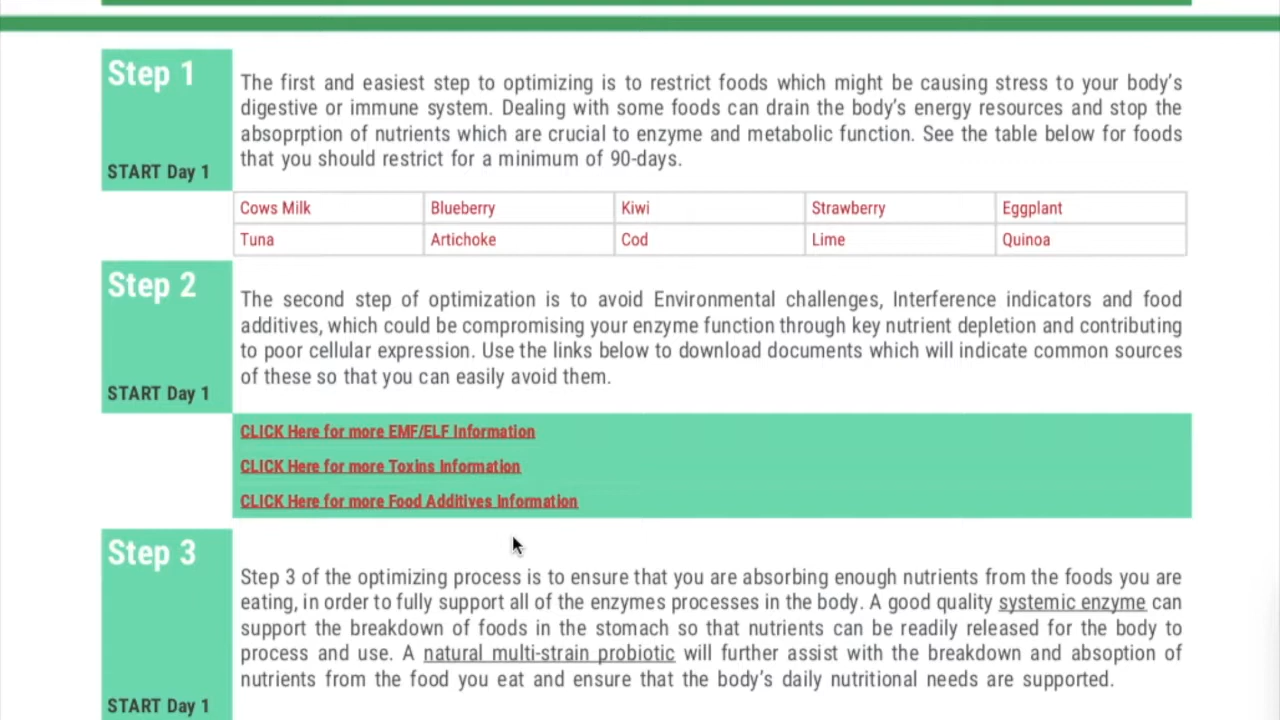 Step 1
START Day 1
The first and easiest step to optimizing is to restrict foods which might be causing stress to your body's
digestive or immune system. Dealing with some foods can drain the body's energy resources and stop the
absoprption of nutrients which are crucial to enzyme and metabolic function. See the table below for foods
that you should restrict for a minimum of 90-days.
Cows Milk Blueberry Kiwi Strawberry Eggplant
Tuna Artichoke Cod Lime Quinoa
Step 2
START Day 1
The second step of optimization is to avoid Environmental challenges, Interference indicators and food
additives, which could be compromising your enzyme function through key nutrient depletion and contributing
to poor cellular expression. Use the links below to download documents which will indicate common sources
of these so that you can easily avoid them.
CLICK Here for more EMF/ELF Information
CLICK Here for more Toxins Information
CLICK Here for more Food Additives Information
Step 3
START Day 1
Step 3 of the optimizing process is to ensure that you are absorbing enough nutrients from the foods you are
eating, in order to fully support all of the enzymes processes in the body. A good quality systemic enzyme can
support the breakdown of foods in the stomach so that nutrients can be readily released for the body to
process and use. A natural multi-strain probiotic will further assist with the breakdown and absoption of
nutrients from the food you eat and ensure that the body's daily nutritional needs are supported.